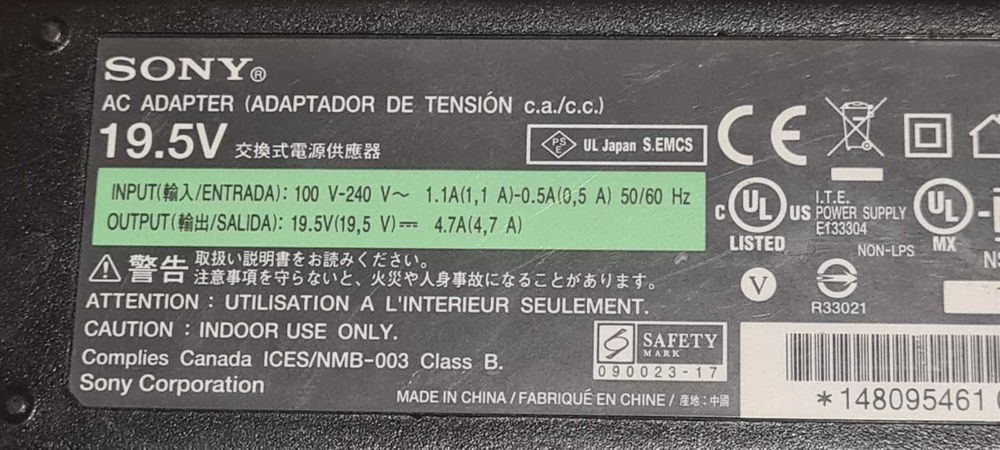 SONY®
AC ADAPTER (ADAPTADOR DE TENSIÓN c.a./c.c.)
19.5V 交換式電源供應器
PSE UL Japan S.EMCS
INPUT(輸入/ENTRADA): 100 V-240 V～ 1.1A(1,1 A)-0.5A(0,5 A) 50/60 Hz
OUTPUT(輸出/SALIDA): 19.5V(19,5 V)⎓ 4.7A(4,7 A)
警告 取扱い説明書をお読みください。
注意事項を守らないと、火災や人身事故になることがあります。
ATTENTION : UTILISATION A L'INTERIEUR SEULEMENT.
CAUTION : INDOOR USE ONLY.
Complies Canada ICES/NMB-003 Class B.
Sony Corporation
SAFETY
MARK
090023-17
MADE IN CHINA / FABRIQUÉ EN CHINE / 産地:中國
CE
C UL US
LISTED
I.T.E.
POWER SUPPLY
E133304
UL
MX
NON-LPS
V
R33021
*148095461